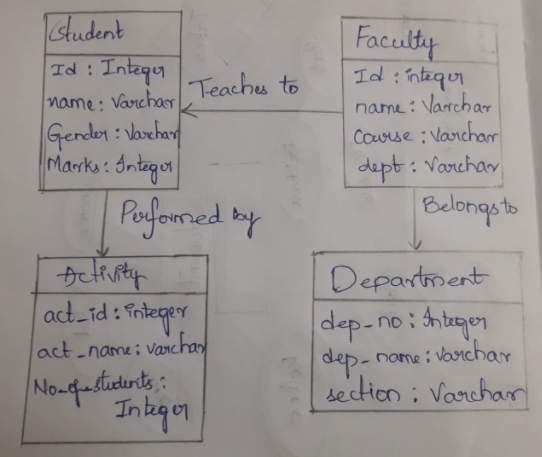 Student
Id : Integer
name : Varchar
Gender : Varchar
Marks : Integer
Teaches to
Faculty
Id : integer
name : Varchar
course : Varchar
dept : Varchar
Performed by
Belongs to
Activity
act_id : integer
act_name : varchar
No_of_students :
Integer
Department
dep_no : Integer
dep_name : varchar
section : Varchar